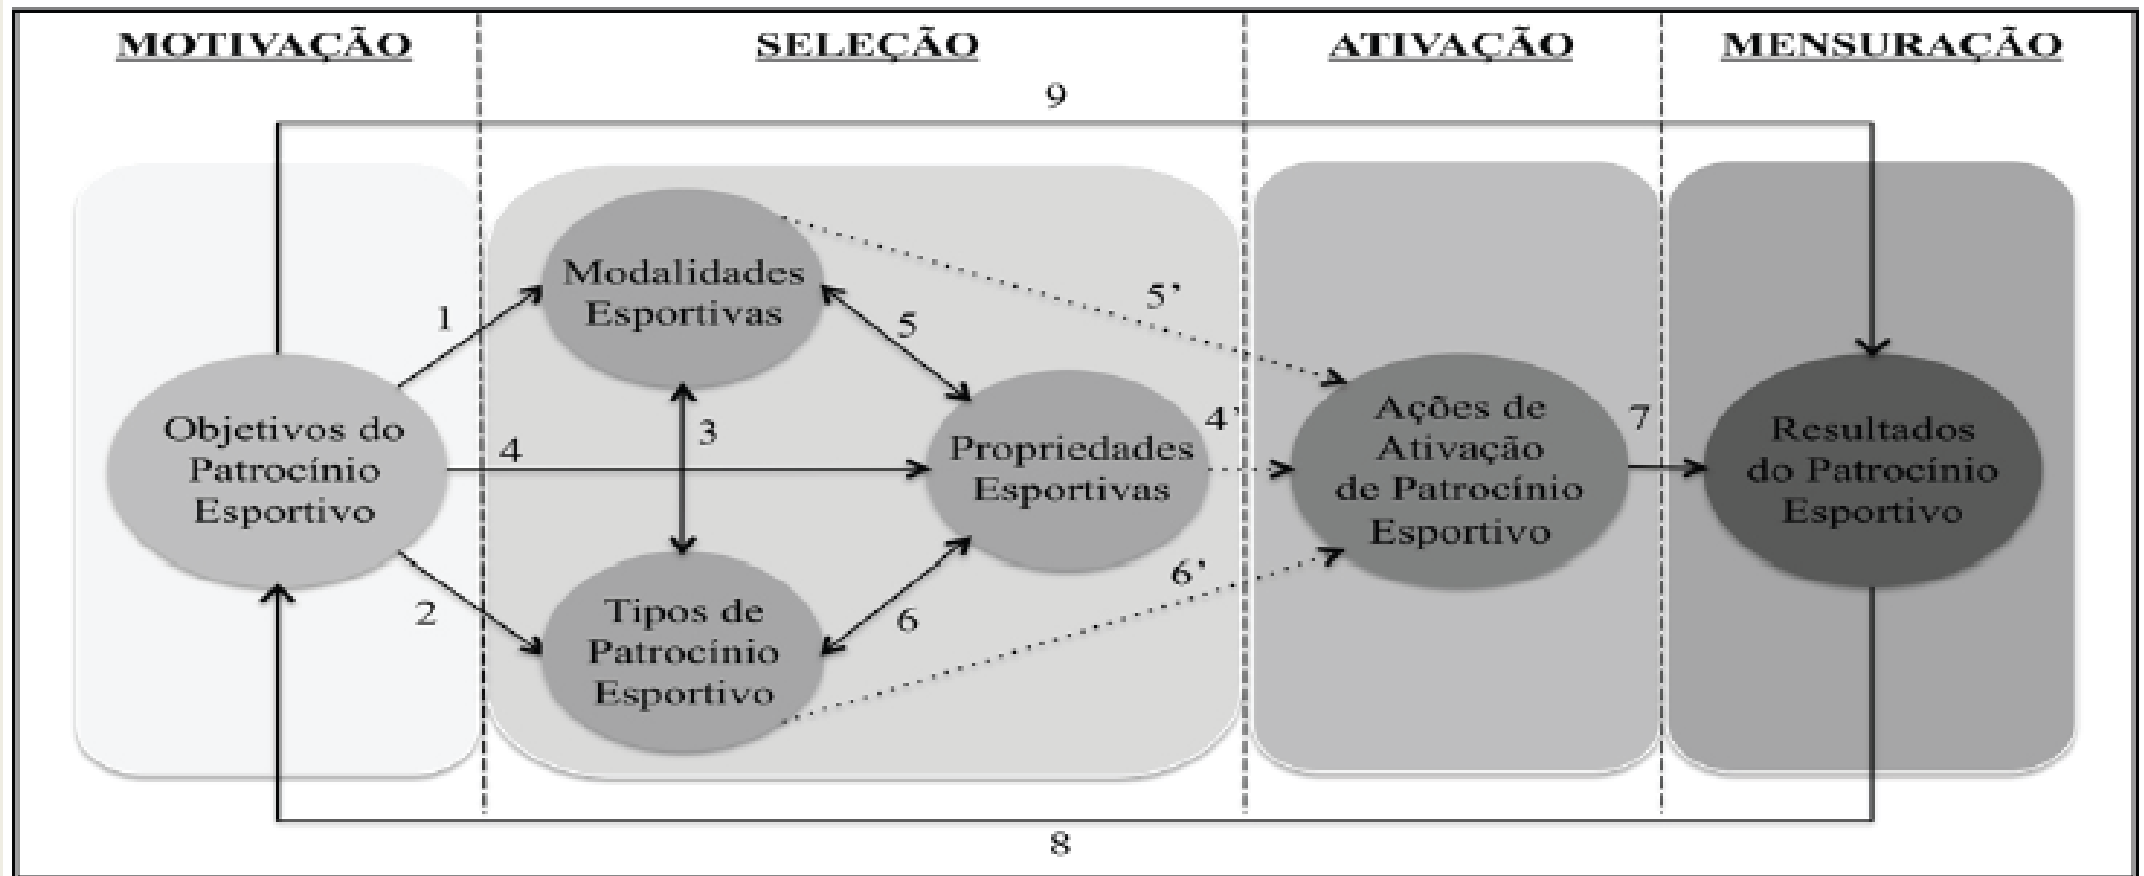 MOTIVAÇÃO
SELEÇÃO
ATIVAÇÃO
MENSURAÇÃO
9
Modalidades
Esportivas
1
5
5’
Objetivos do
Patrocínio
Esportivo
4
3
Propriedades
Esportivas
4’
Ações de
Ativação
de Patrocínio
Esportivo
7
Resultados
do Patrocínio
Esportivo
2
Tipos de
Patrocínio
Esportivo
6
6’
8